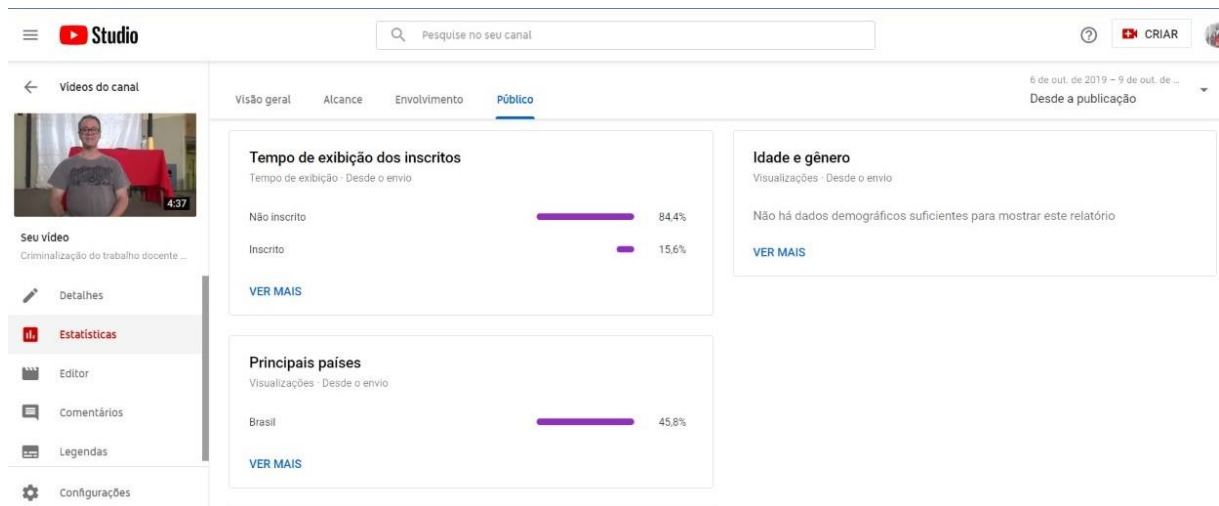 Studio
Pesquise no seu canal
CRIAR
Vídeos do canal
4:37
Seu vídeo
Criminalização do trabalho docente ...
Detalhes
Estatísticas
Editor
Comentários
Legendas
Configurações
Visão geral
Alcance
Envolvimento
Público
6 de out. de 2019 – 9 de out. de ...
Desde a publicação
Tempo de exibição dos inscritos
Tempo de exibição · Desde o envio
Não inscrito 84,4%
Inscrito 15,6%
VER MAIS
Idade e gênero
Visualizações · Desde o envio
Não há dados demográficos suficientes para mostrar este relatório
VER MAIS
Principais países
Visualizações · Desde o envio
Brasil 45,8%
VER MAIS